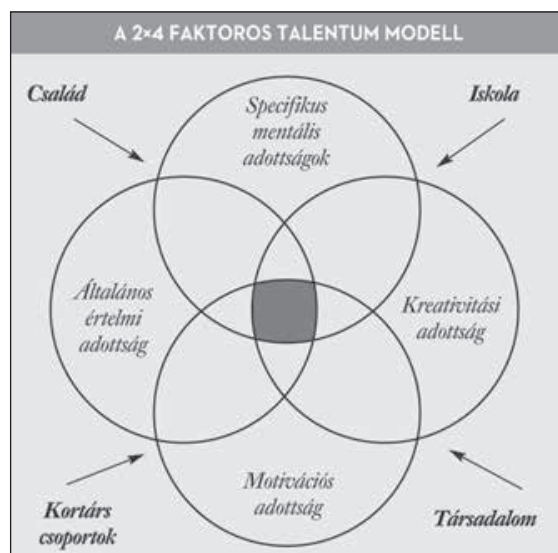 A 2×4 FAKTOROS TALENTUM MODELL
Család
Iskola
Specifikus
mentális
adottságok
Általános
értelmi
adottság
Kreativitási
adottság
Motivációs
adottság
Kortárs
csoportok
Társadalom